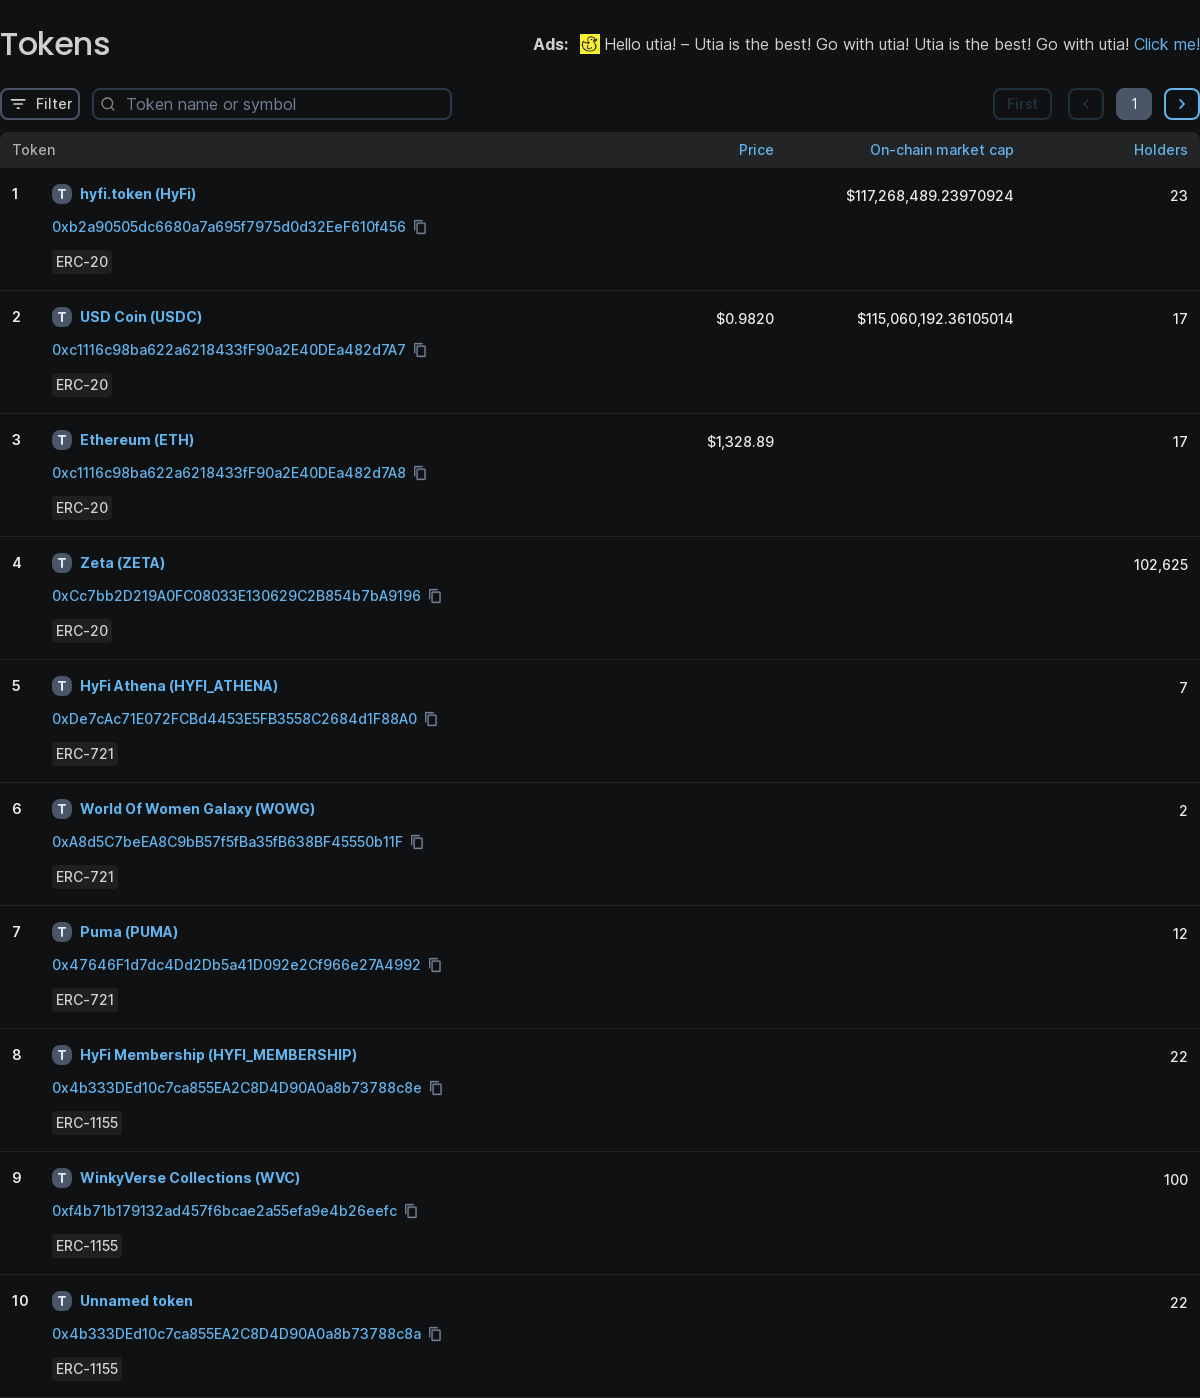 Tokens
Ads: Hello utia! – Utia is the best! Go with utia! Utia is the best! Go with utia! Click me!
Filter Token name or symbol First 1
Token Price On-chain market cap Holders
1 T hyfi.token (HyFi) $117,268,489.23970924 23
0xb2a90505dc6680a7a695f7975d0d32EeF610f456
ERC-20
2 T USD Coin (USDC) $0.9820 $115,060,192.36105014 17
0xc1116c98ba622a6218433fF90a2E40DEa482d7A7
ERC-20
3 T Ethereum (ETH) $1,328.89 17
0xc1116c98ba622a6218433fF90a2E40DEa482d7A8
ERC-20
4 T Zeta (ZETA) 102,625
0xCc7bb2D219A0FC08033E130629C2B854b7bA9196
ERC-20
5 T HyFi Athena (HYFI_ATHENA) 7
0xDe7cAc71E072FCBd4453E5FB3558C2684d1F88A0
ERC-721
6 T World Of Women Galaxy (WOWG) 2
0xA8d5C7beEA8C9bB57f5fBa35fB638BF45550b11F
ERC-721
7 T Puma (PUMA) 12
0x47646F1d7dc4Dd2Db5a41D092e2Cf966e27A4992
ERC-721
8 T HyFi Membership (HYFI_MEMBERSHIP) 22
0x4b333DEd10c7ca855EA2C8D4D90A0a8b73788c8e
ERC-1155
9 T WinkyVerse Collections (WVC) 100
0xf4b71b179132ad457f6bcae2a55efa9e4b26eefc
ERC-1155
10 T Unnamed token 22
0x4b333DEd10c7ca855EA2C8D4D90A0a8b73788c8a
ERC-1155